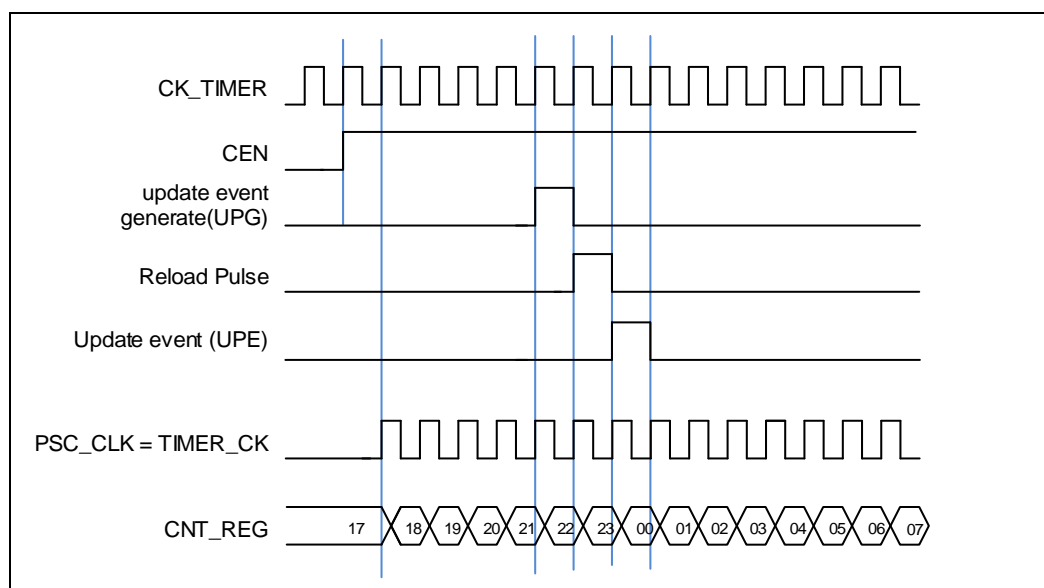 CK_TIMER
CEN
update event
generate(UPG)
Reload Pulse
Update event (UPE)
PSC_CLK = TIMER_CK
CNT_REG 17 18 19 20 21 22 23 00 01 02 03 04 05 06 07